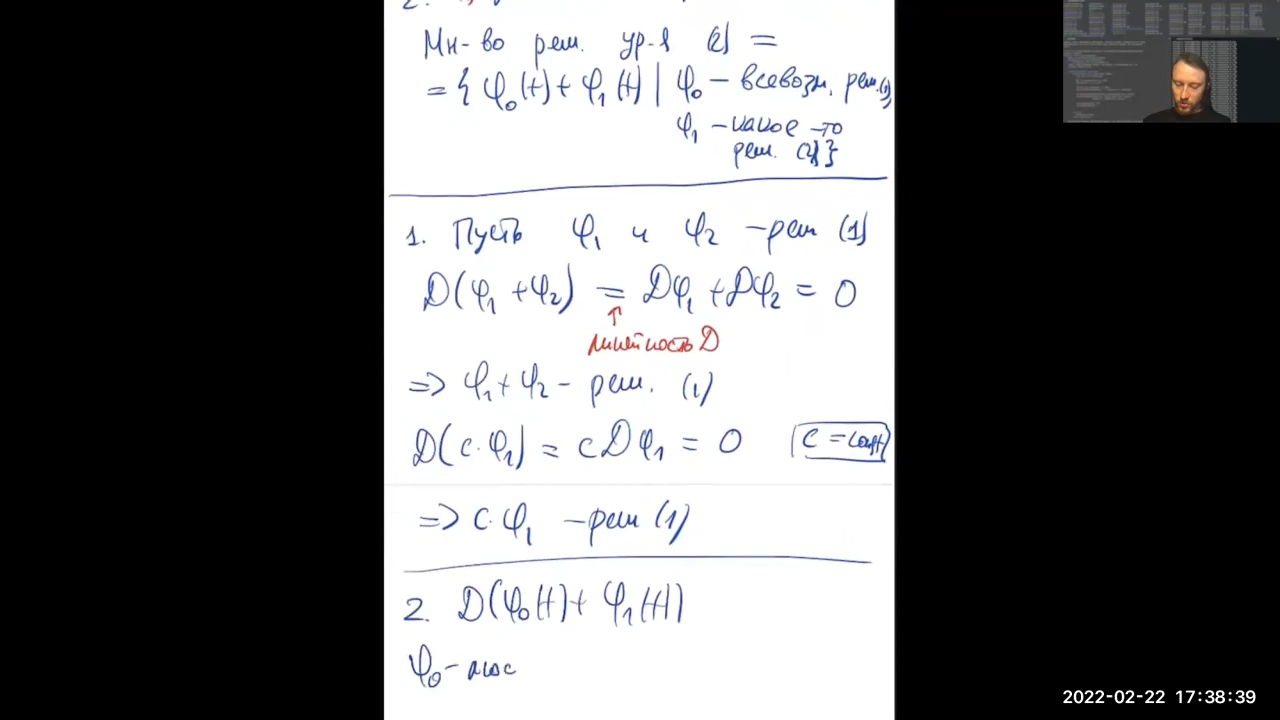 2.
Мн-во реш. ур-я (2) =
= { φ₀(t) + φ₁(t) | φ₀ – всевозм. реш.(1)
φ₁ – какое-то
реш. (2) }
1. Пусть φ₁ и φ₂ – реш (1)
D(φ₁ + φ₂) = Dφ₁ + Dφ₂ = 0
↑
линейность D
=> φ₁ + φ₂ – реш. (1)
D(c·φ₁) = cDφ₁ = 0 c = const
=> c·φ₁ – реш (1)
2. D(φ₀(t) + φ₁(t))
φ₀ –
2022-02-22 17:38:39